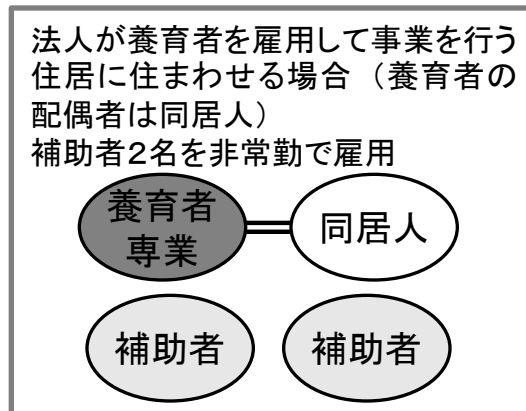 法人が養育者を雇用して事業を行う
住居に住まわせる場合（養育者の
配偶者は同居人）
補助者2名を非常勤で雇用
養育者
専業
同居人
補助者
補助者